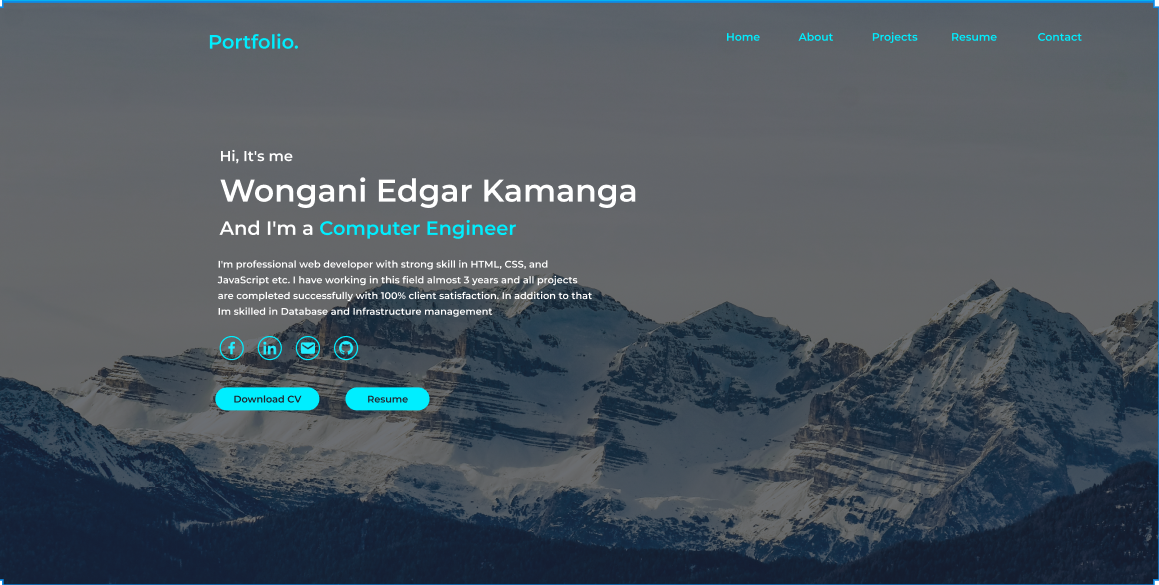 Portfolio.
Home About Projects Resume Contact
Hi, It's me
Wongani Edgar Kamanga
And I'm a Computer Engineer
I'm professional web developer with strong skill in HTML, CSS, and
JavaScript etc. I have working in this field almost 3 years and all projects
are completed successfully with 100% client satisfaction. In addition to that
Im skilled in Database and Infrastructure management
Download CV Resume